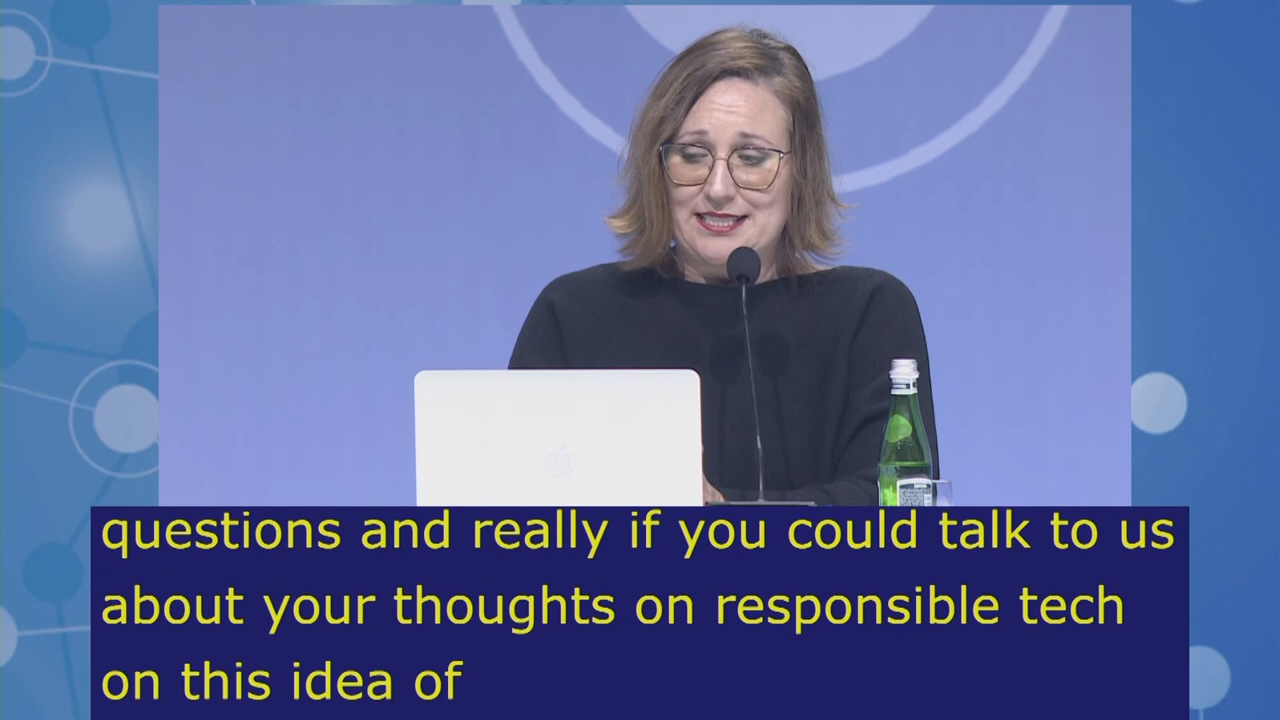 questions and really if you could talk to us
about your thoughts on responsible tech
on this idea of